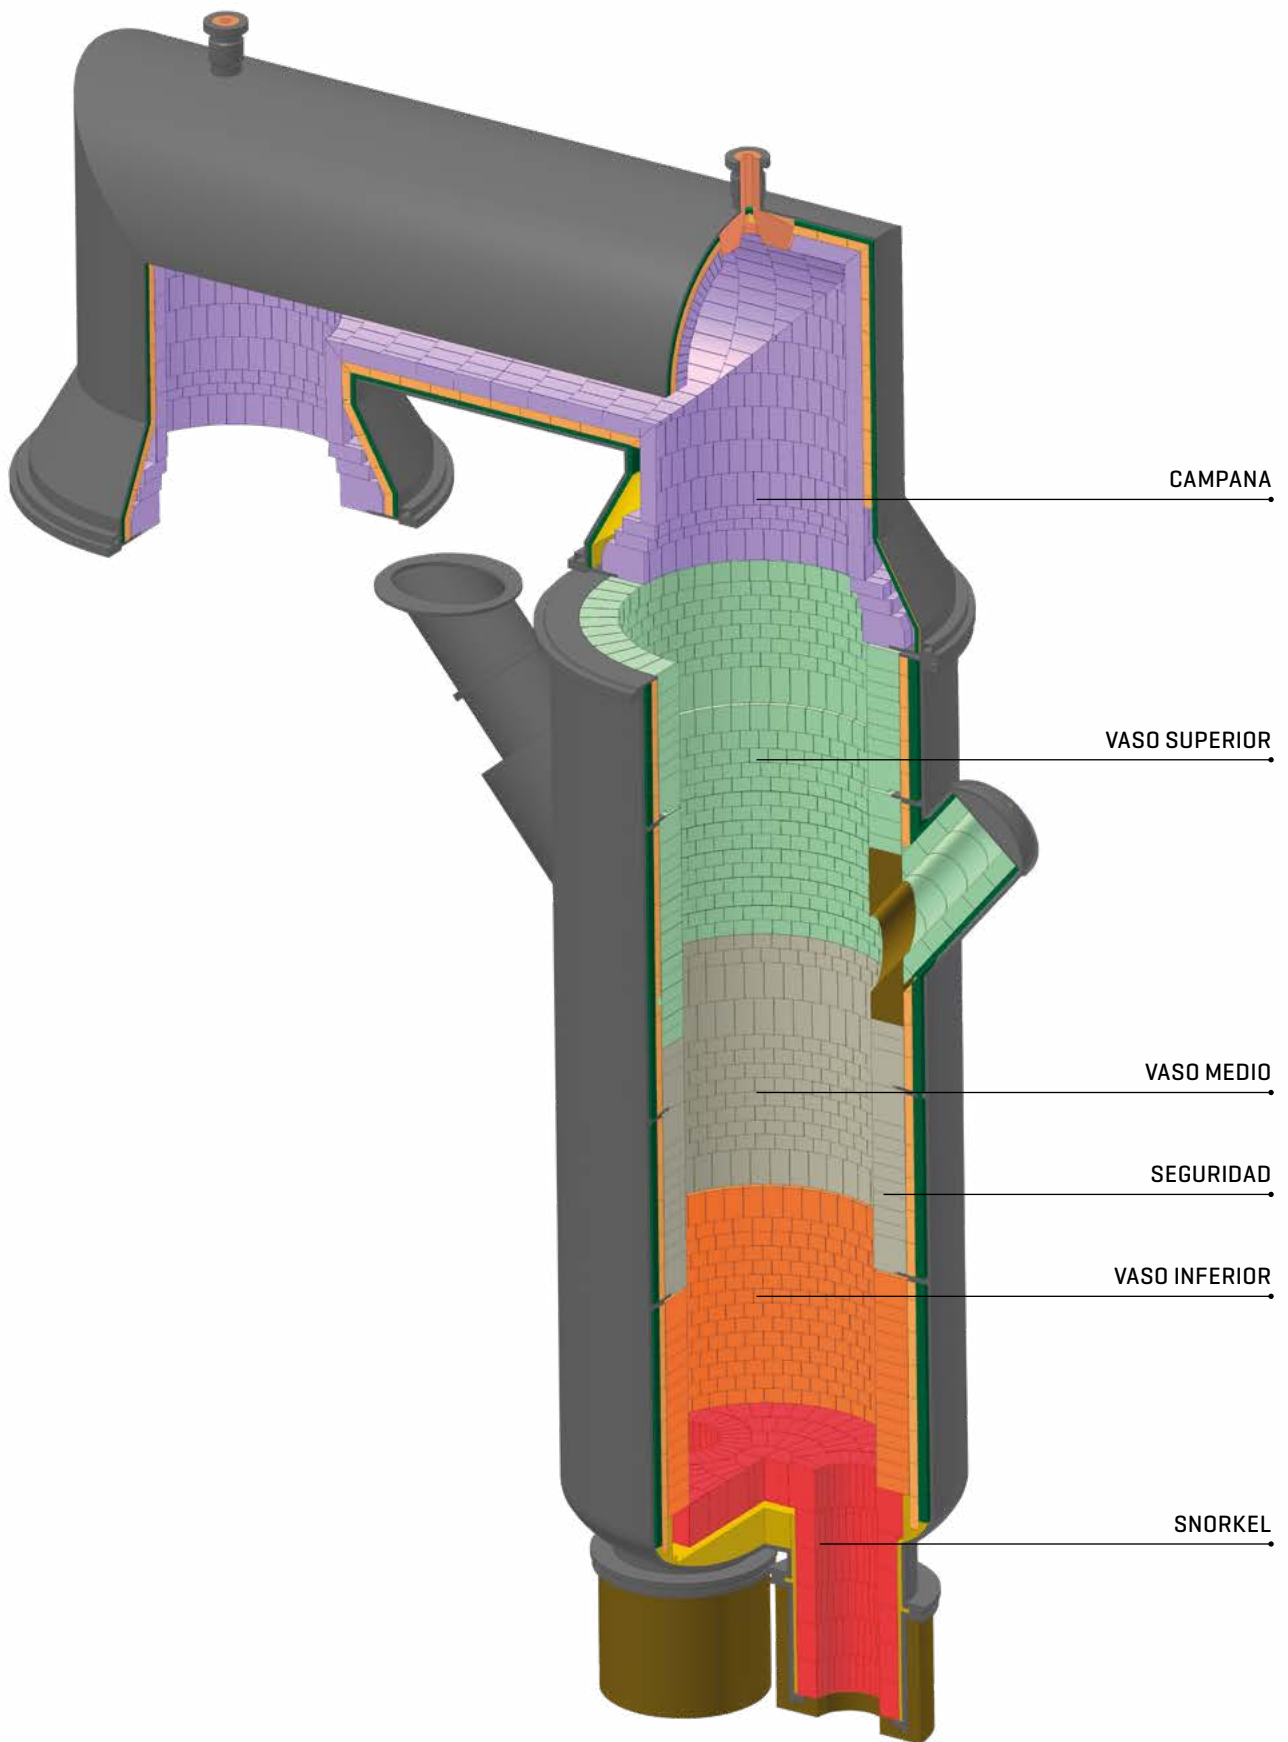 CAMPANA
VASO SUPERIOR
VASO MEDIO
SEGURIDAD
VASO INFERIOR
SNORKEL